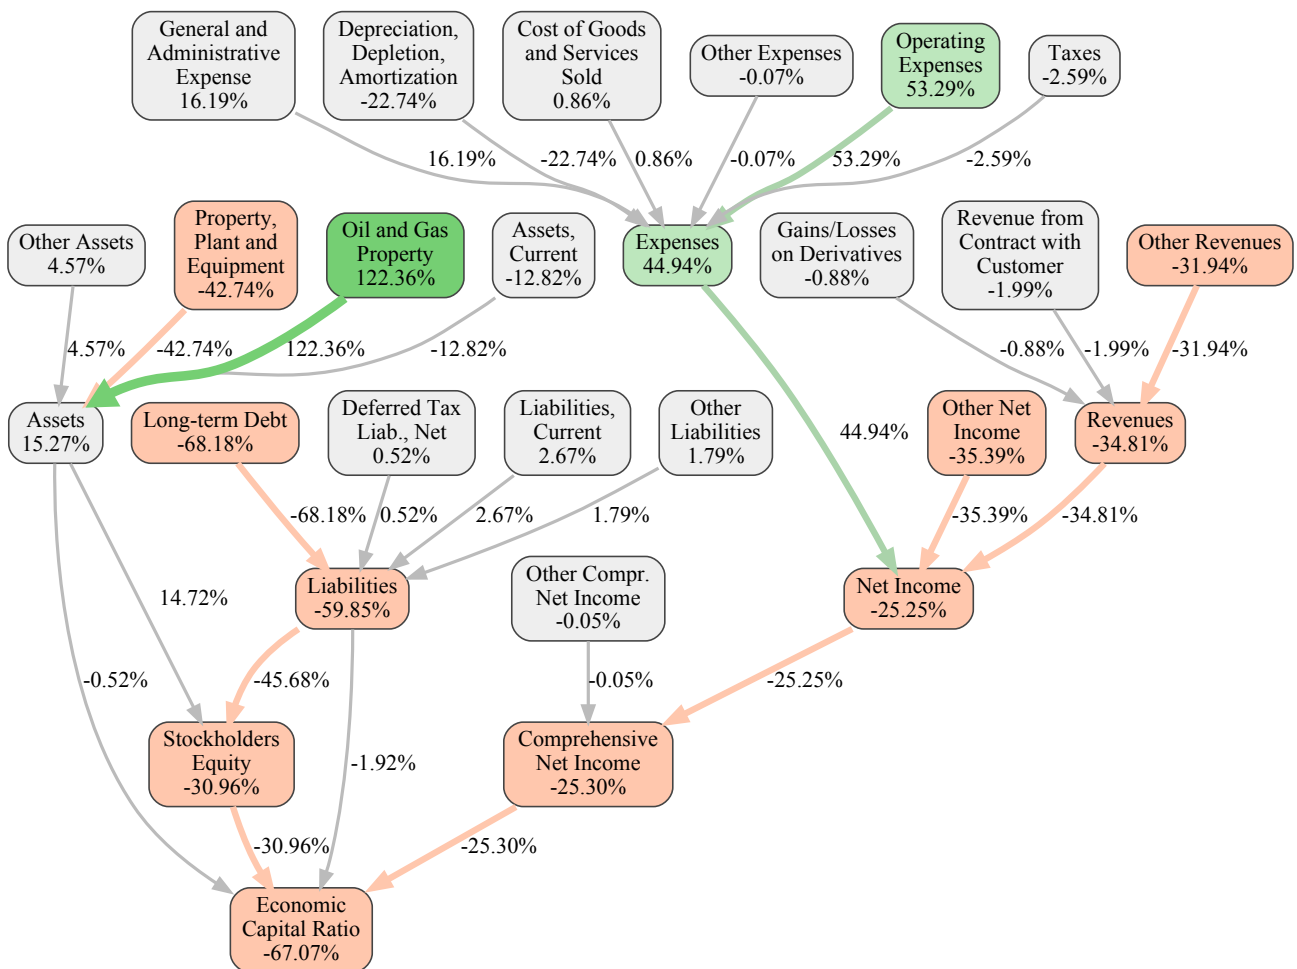 General and
Administrative
Expense
16.19%
Depreciation,
Depletion,
Amortization
-22.74%
Cost of Goods
and Services
Sold
0.86%
Other Expenses
-0.07%
Operating
Expenses
53.29%
Taxes
-2.59%
16.19%
-22.74%
0.86%
-0.07%
53.29%
-2.59%
Other Assets
4.57%
Property,
Plant and
Equipment
-42.74%
Oil and Gas
Property
122.36%
Assets,
Current
-12.82%
Expenses
44.94%
Gains/Losses
on Derivatives
-0.88%
Revenue from
Contract with
Customer
-1.99%
Other Revenues
-31.94%
4.57%
-42.74%
122.36%
-12.82%
-0.88%
-1.99%
-31.94%
Assets
15.27%
Long-term Debt
-68.18%
Deferred Tax
Liab., Net
0.52%
Liabilities,
Current
2.67%
Other
Liabilities
1.79%
44.94%
Other Net
Income
-35.39%
Revenues
-34.81%
-68.18%
0.52%
2.67%
1.79%
-35.39%
-34.81%
14.72%
Liabilities
-59.85%
Other Compr.
Net Income
-0.05%
Net Income
-25.25%
-0.52%
-45.68%
-0.05%
-25.25%
Stockholders
Equity
-30.96%
-1.92%
Comprehensive
Net Income
-25.30%
-30.96%
-25.30%
Economic
Capital Ratio
-67.07%